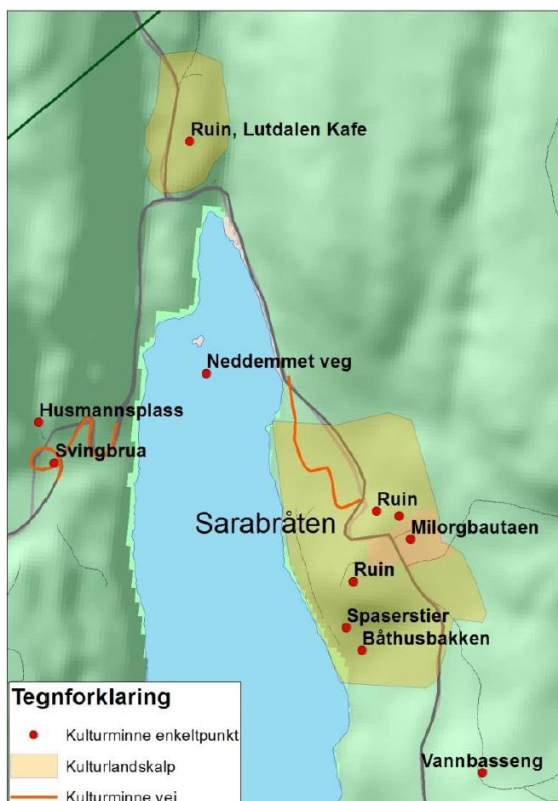 Ruin, Lutdalen Kafe
Neddemmet veg
Husmannsplass
Svingbrua
Ruin
Sarabråten
Milorgbautaen
Ruin
Spaserstier
Båthusbakken
Tegnforklaring
Kulturminne enkeltpunkt
Kulturlandskalp
Kulturminne vei
Vannbasseng